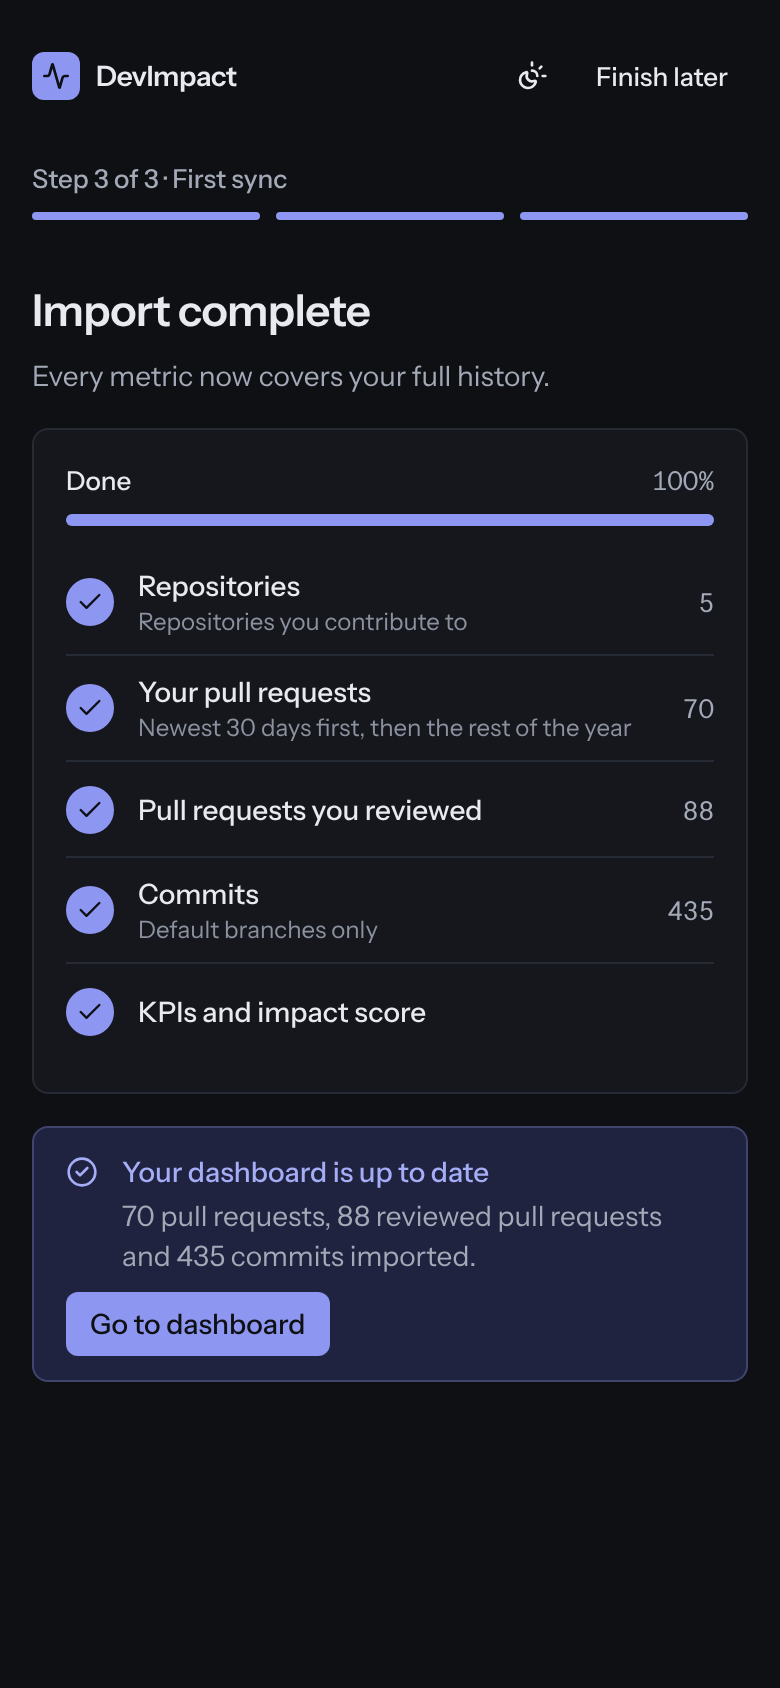 DevImpact
Finish later
Step 3 of 3 · First sync
Import complete
Every metric now covers your full history.
Done
100%
Repositories
Repositories you contribute to
5
Your pull requests
Newest 30 days first, then the rest of the year
70
Pull requests you reviewed
88
Commits
Default branches only
435
KPIs and impact score
Your dashboard is up to date
70 pull requests, 88 reviewed pull requests
and 435 commits imported.
Go to dashboard